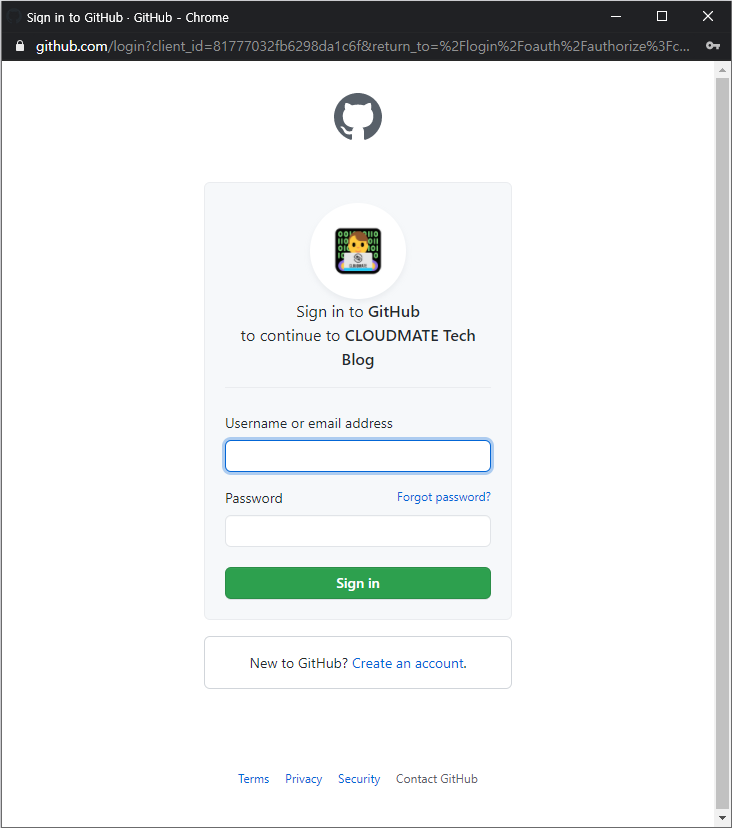 Sign in to GitHub · GitHub - Chrome
github.com/login?client_id=81777032fb6298da1c6f&return_to=%2Flogin%2Foauth%2Fauthorize%3Fc...
Sign in to GitHub
to continue to CLOUDMATE Tech
Blog
Username or email address
Password
Forgot password?
Sign in
New to GitHub? Create an account.
Terms
Privacy
Security
Contact GitHub